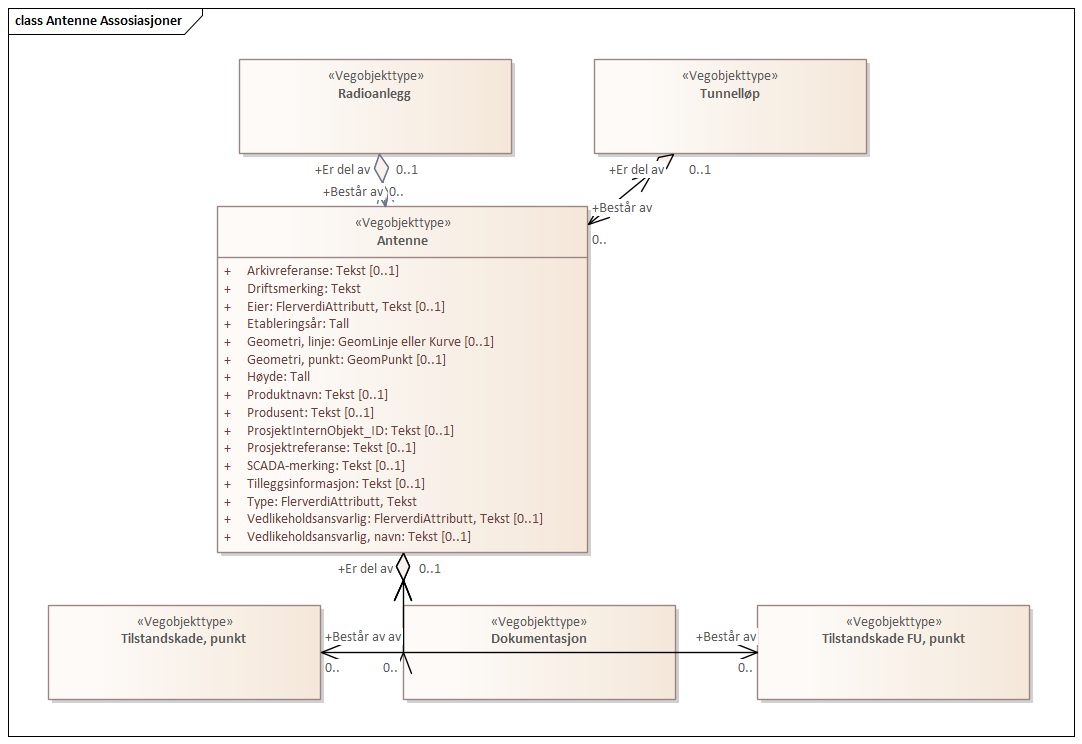 class Antenne Assosiasjoner
«Vegobjekttype»
Radioanlegg
«Vegobjekttype»
Tunnelløp
+Er del av 0..1
+Er del av 0..1
+Består av 0..
+Består av
0..
«Vegobjekttype»
Antenne
+ Arkivreferanse: Tekst [0..1]
+ Driftsmerking: Tekst
+ Eier: FlerverdiAttributt, Tekst [0..1]
+ Etableringsår: Tall
+ Geometri, linje: GeomLinje eller Kurve [0..1]
+ Geometri, punkt: GeomPunkt [0..1]
+ Høyde: Tall
+ Produktnavn: Tekst [0..1]
+ Produsent: Tekst [0..1]
+ ProsjektInternObjekt_ID: Tekst [0..1]
+ Prosjektreferanse: Tekst [0..1]
+ SCADA-merking: Tekst [0..1]
+ Tilleggsinformasjon: Tekst [0..1]
+ Type: FlerverdiAttributt, Tekst
+ Vedlikeholdsansvarlig: FlerverdiAttributt, Tekst [0..1]
+ Vedlikeholdsansvarlig, navn: Tekst [0..1]
+Er del av 0..1
«Vegobjekttype»
Tilstandskade, punkt
+Består av av
0..
0..
«Vegobjekttype»
Dokumentasjon
+Består av
0..
«Vegobjekttype»
Tilstandskade FU, punkt